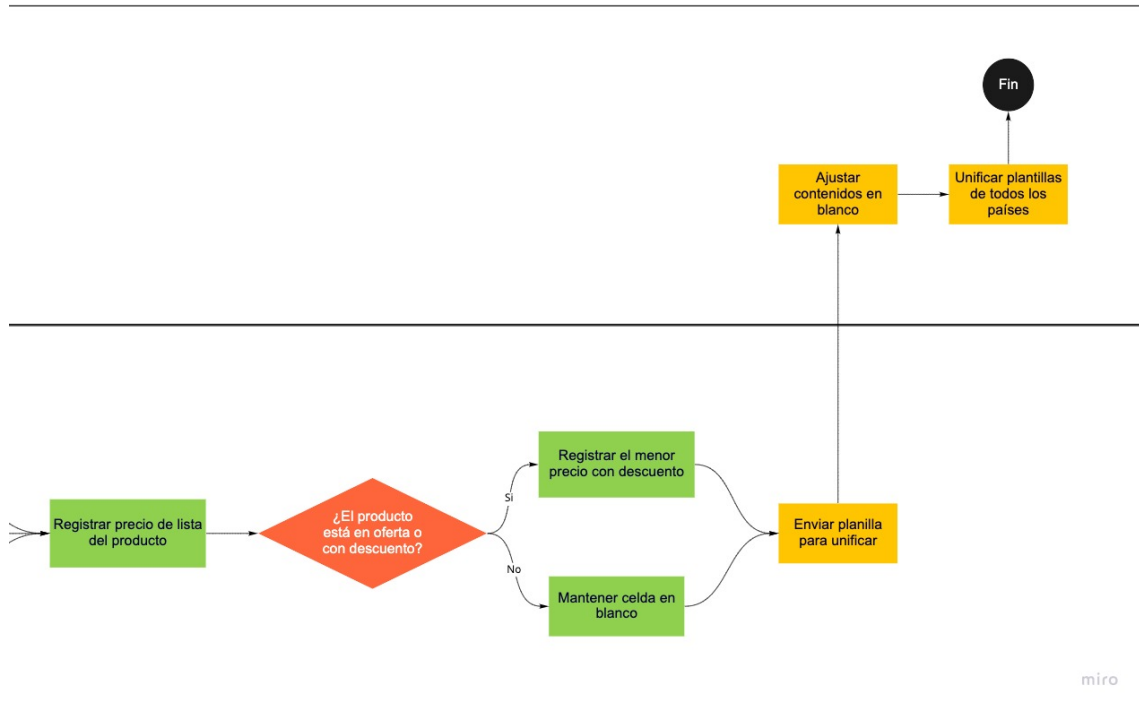 Fin
Ajustar
contenidos en
blanco
Unificar plantillas
de todos los
países
Registrar precio de lista
del producto
¿El producto
está en oferta o
con descuento?
Si
No
Registrar el menor
precio con descuento
Mantener celda en
blanco
Enviar planilla
para unificar
miro